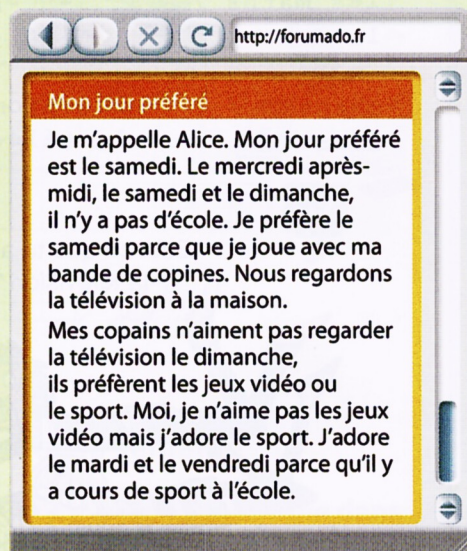 http://forumado.fr
Mon jour préféré
Je m'appelle Alice. Mon jour préféré
est le samedi. Le mercredi après-
midi, le samedi et le dimanche,
il n'y a pas d'école. Je préfère le
samedi parce que je joue avec ma
bande de copines. Nous regardons
la télévision à la maison.
Mes copains n'aiment pas regarder
la télévision le dimanche,
ils préfèrent les jeux vidéo ou
le sport. Moi, je n'aime pas les jeux
vidéo mais j'adore le sport. J'adore
le mardi et le vendredi parce qu'il y
a cours de sport à l'école.